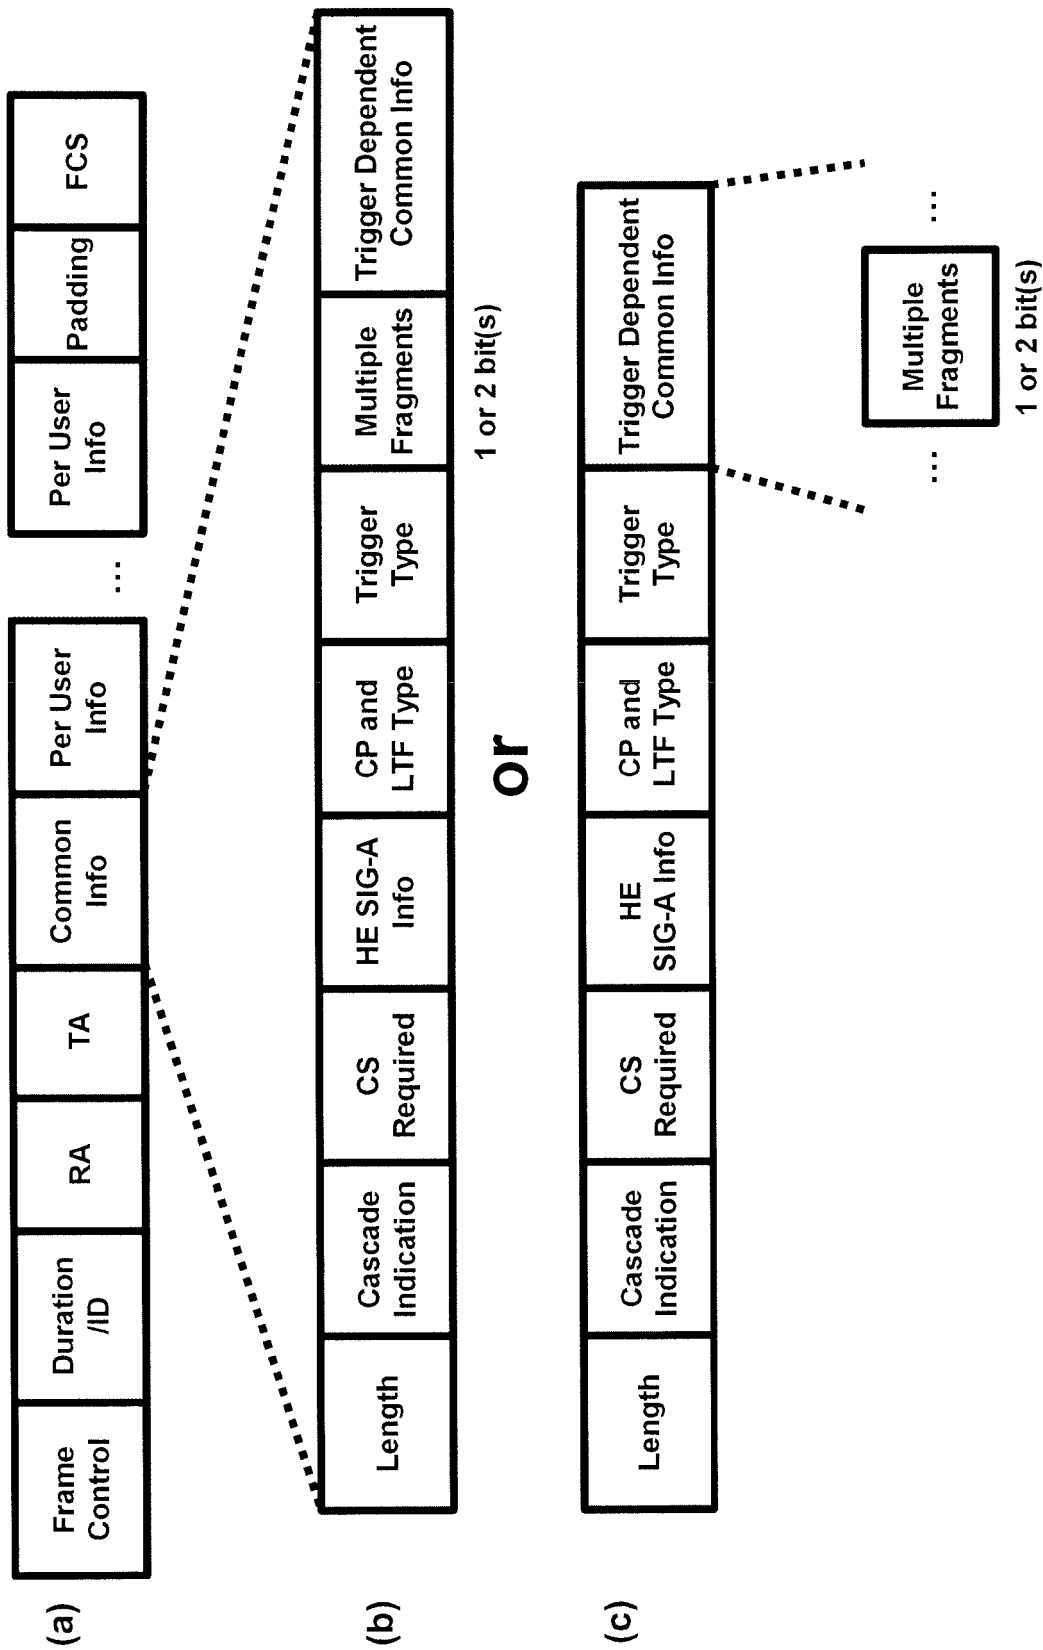 (a)
Frame
Control
Duration
/ID
RA
TA
Common
Info
Per User
Info
...
Per User
Info
Padding
FCS
(b)
Length
Cascade
Indication
CS
Required
HE SIG-A
Info
CP and
LTF Type
Trigger
Type
Multiple
Fragments
Trigger Dependent
Common Info
1 or 2 bit(s)
or
(c)
Length
Cascade
Indication
CS
Required
HE
SIG-A Info
CP and
LTF Type
Trigger
Type
Trigger Dependent
Common Info
...
Multiple
Fragments
...
1 or 2 bit(s)